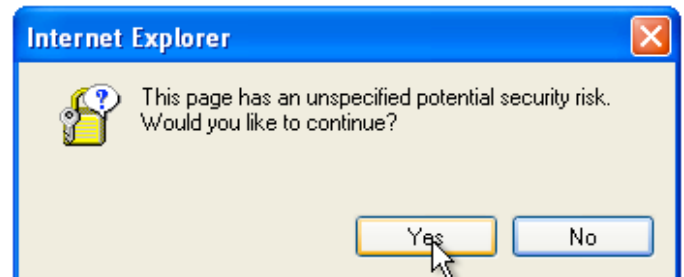 Internet Explorer
This page has an unspecified potential security risk.
Would you like to continue?
Yes No